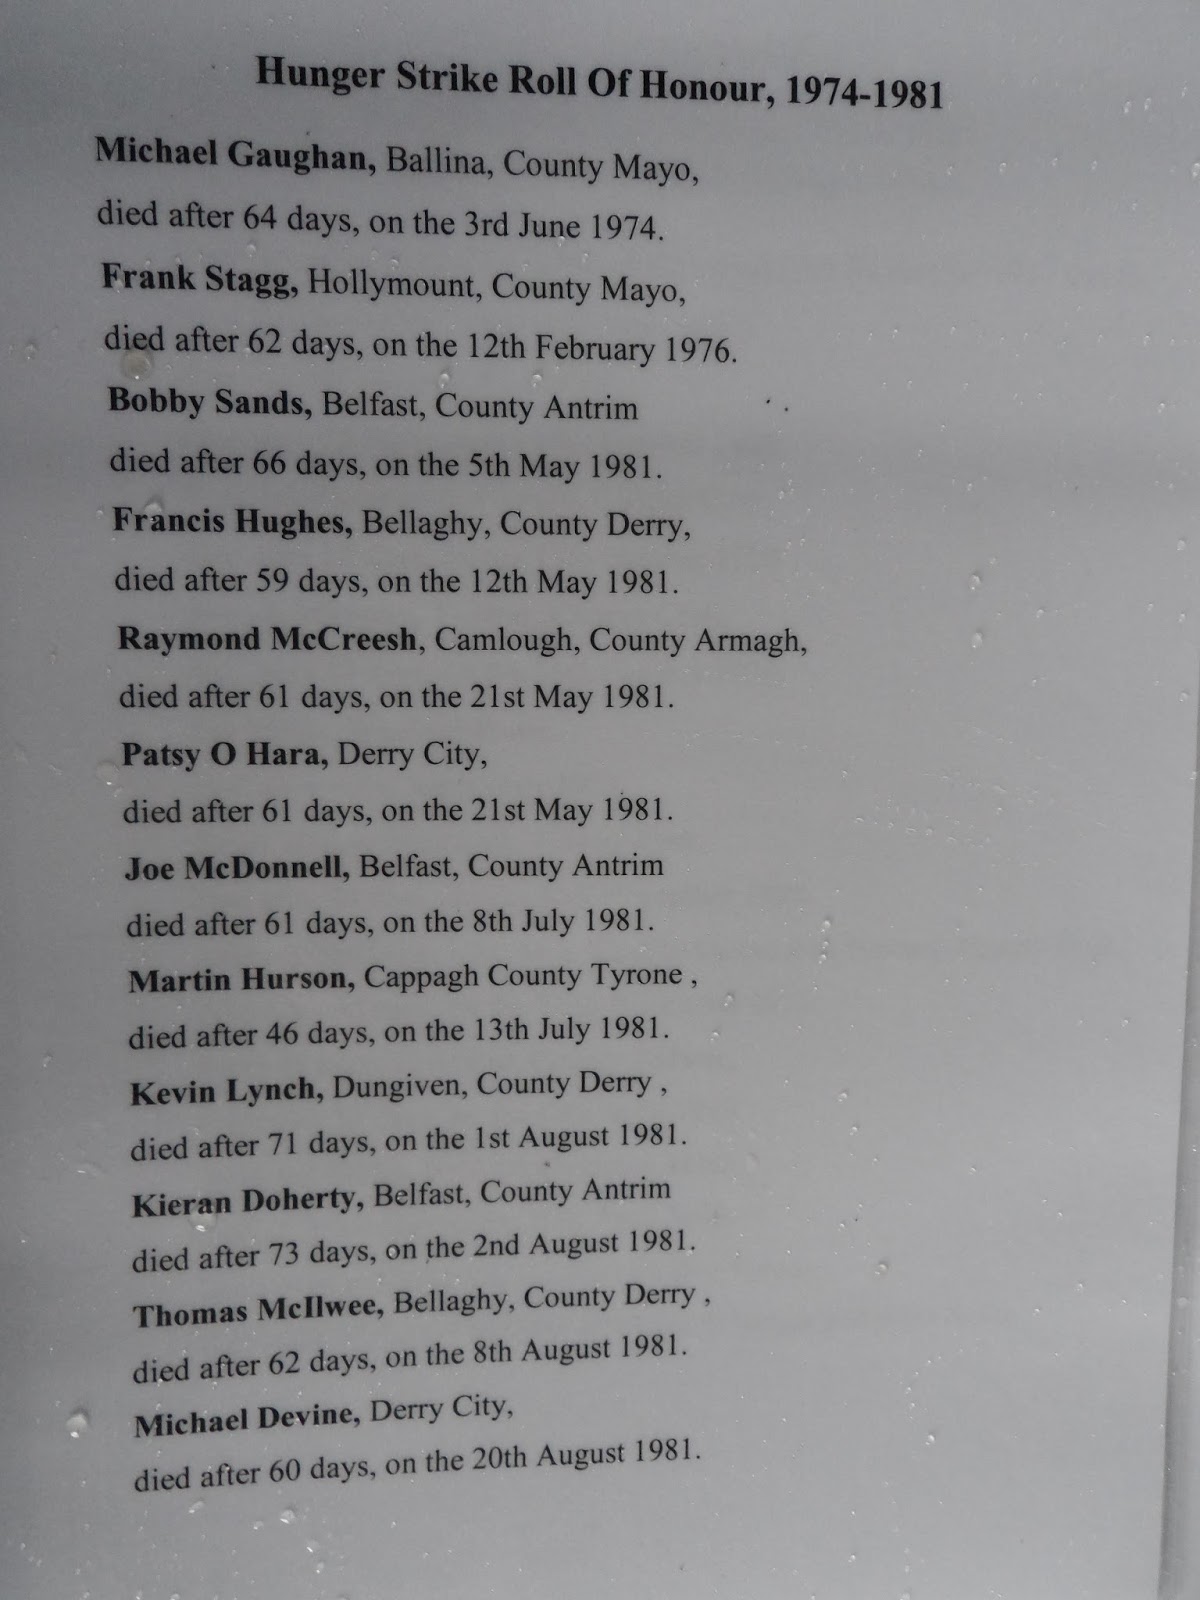 Hunger Strike Roll Of Honour, 1974-1981
Michael Gaughan, Ballina, County Mayo,
died after 64 days, on the 3rd June 1974.
Frank Stagg, Hollymount, County Mayo,
died after 62 days, on the 12th February 1976.
Bobby Sands, Belfast, County Antrim
died after 66 days, on the 5th May 1981.
Francis Hughes, Bellaghy, County Derry,
died after 59 days, on the 12th May 1981.
Raymond McCreesh, Camlough, County Armagh,
died after 61 days, on the 21st May 1981.
Patsy O Hara, Derry City,
died after 61 days, on the 21st May 1981.
Joe McDonnell, Belfast, County Antrim
died after 61 days, on the 8th July 1981.
Martin Hurson, Cappagh County Tyrone ,
died after 46 days, on the 13th July 1981.
Kevin Lynch, Dungiven, County Derry ,
died after 71 days, on the 1st August 1981.
Kieran Doherty, Belfast, County Antrim
died after 73 days, on the 2nd August 1981.
Thomas McIlwee, Bellaghy, County Derry ,
died after 62 days, on the 8th August 1981.
Michael Devine, Derry City,
died after 60 days, on the 20th August 1981.